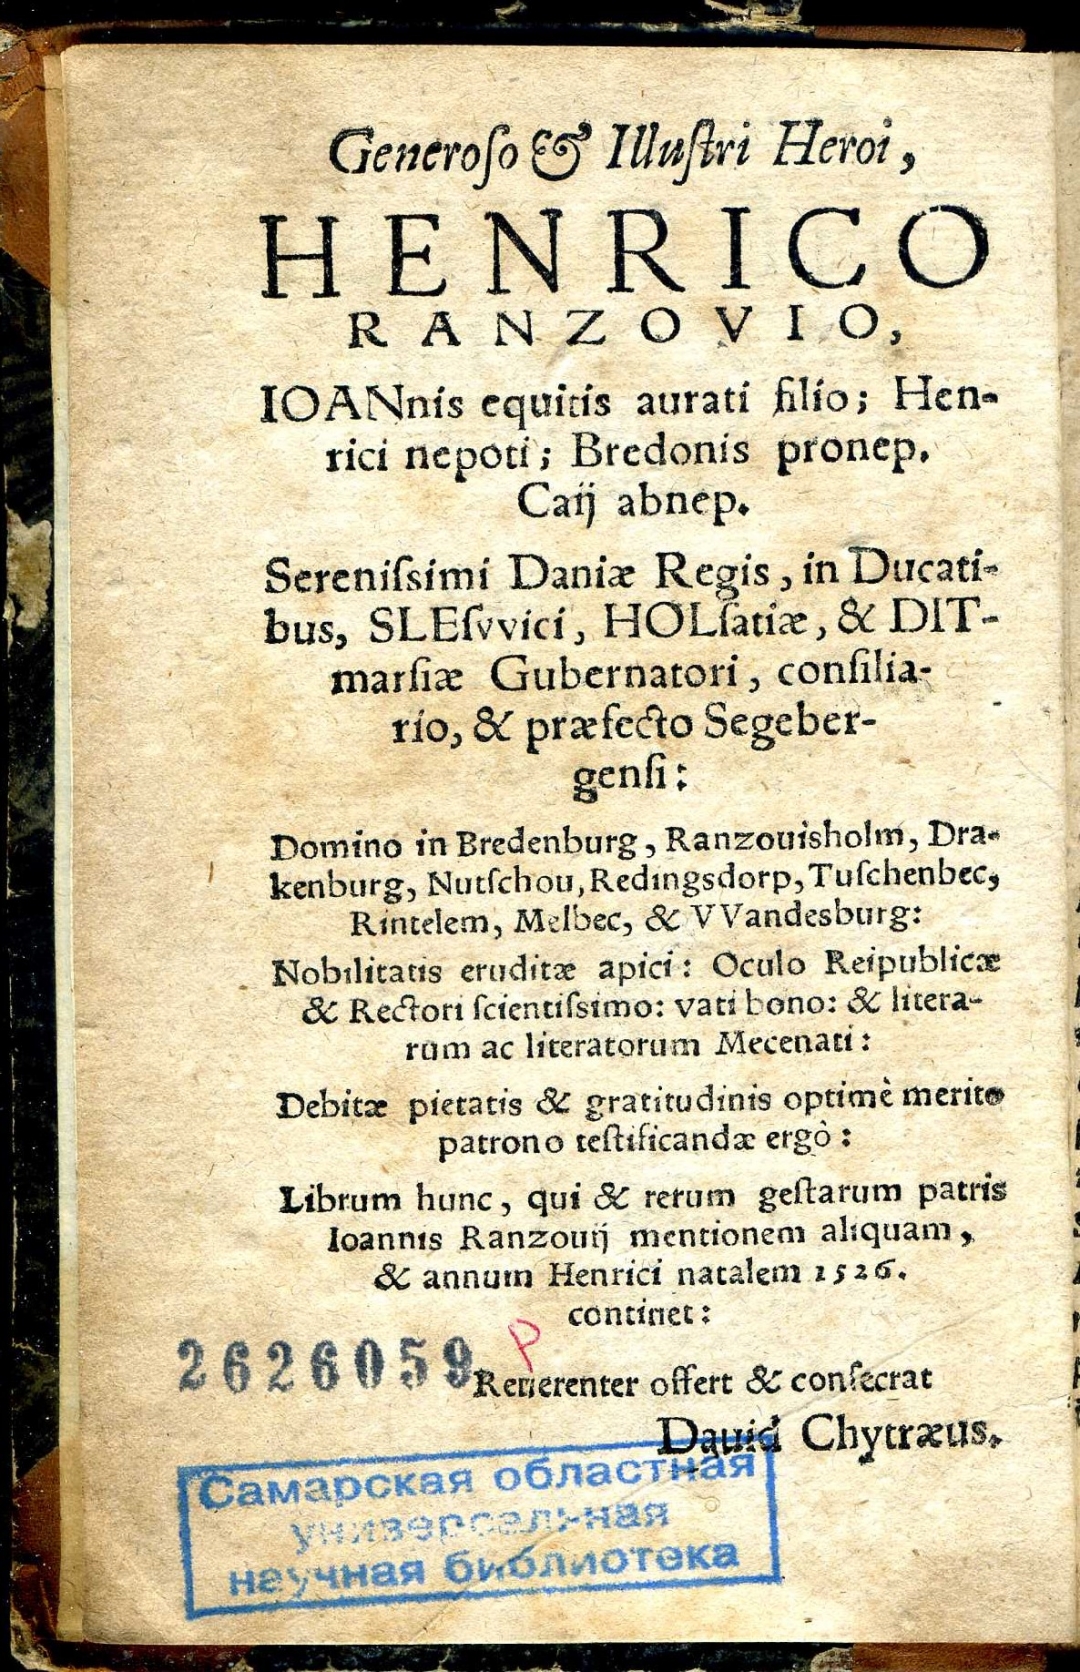 Generoſo & Illuſtri Heroi,
HENRICO
RANZOVIO,
IOANnis equitis aurati filio; Hen-
rici nepoti; Bredonis pronep.
Caij abnep.
Sereniſsimi Daniæ Regis, in Ducati-
bus, SLEſvvici, HOLſatiæ, & DIT-
marſiæ Gubernatori, conſilia-
rio, & præfecto Segeber-
genſi:
Domino in Bredenburg, Ranzouisholm, Dra-
kenburg, Nutſchou, Redingsdorp, Tuſchenbec,
Rintelem, Melbec, & VVandesburg:
Nobilitatis eruditæ apici: Oculo Reipublicæ
& Rectori ſcientiſsimo: vati bono: & litera-
rum ac literatorum Mecenati:
Debitæ pietatis & gratitudinis optimè merito
patrono teſtificandæ ergò:
Librum hunc, qui & rerum geſtarum patris
Ioannis Ranzouij mentionem aliquam,
& annum Henrici natalem 1526.
continet:
2626059 P
Reuerenter offert & conſecrat
Dauid Chytræus.
Самарская областная
универсальная
научная библиотека